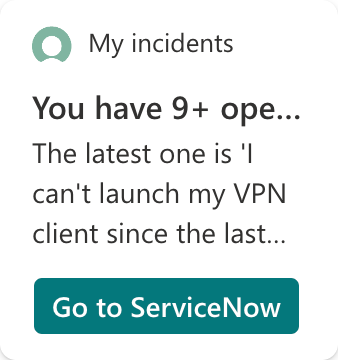 My incidents
You have 9+ ope...
The latest one is 'I
can't launch my VPN
client since the last...
Go to ServiceNow